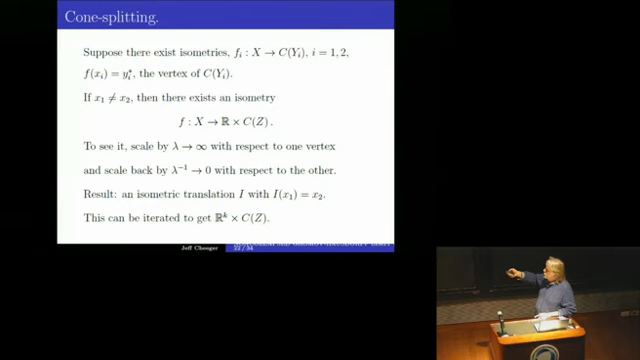 Cone-splitting.
Suppose there exist isometries, f_i : X → C(Y_i), i = 1, 2,
f(x_i) = y_i^*, the vertex of C(Y_i).
If x_1 ≠ x_2, then there exists an isometry
f : X → ℝ × C(Z) .
To see it, scale by λ → ∞ with respect to one vertex
and scale back by λ^{-1} → 0 with respect to the other.
Result: an isometric translation I with I(x_1) = x_2.
This can be iterated to get ℝ^k × C(Z).
Jeff Cheeger
22 / 34